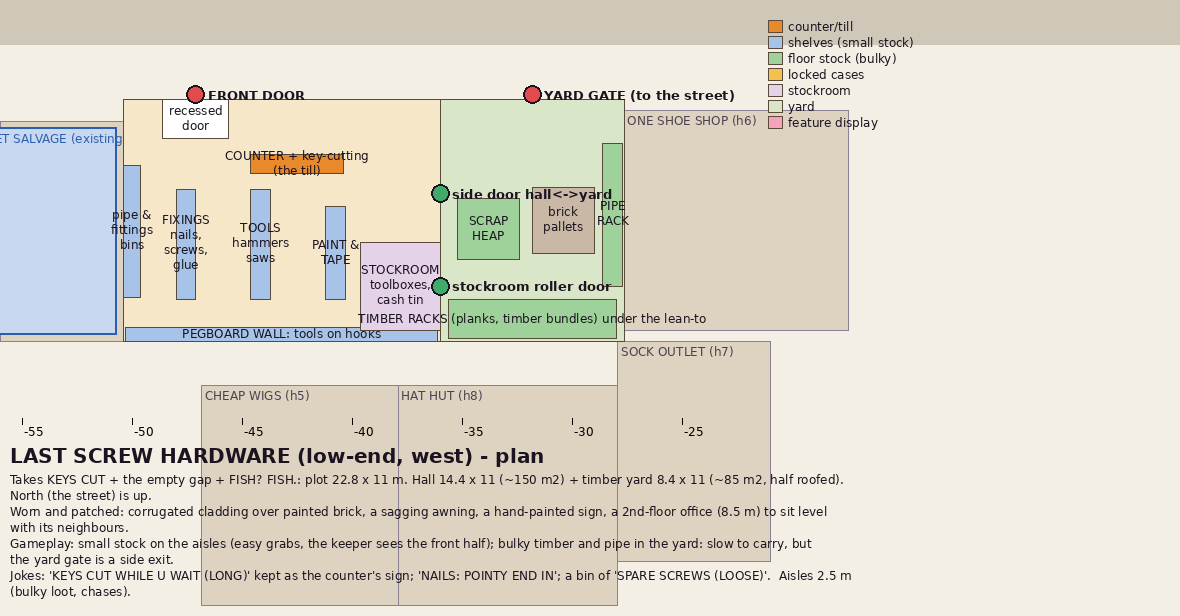 counter/till
shelves (small stock)
floor stock (bulky)
locked cases
stockroom
yard
feature display
FRONT DOOR
YARD GATE (to the street)
recessed
door
ONE SHOE SHOP (h6)
ET SALVAGE (existing
COUNTER + key-cutting
(the till)
side door hall<->yard
pipe &
fittings
bins
FIXINGS
nails,
screws,
glue
TOOLS
hammers
saws
PAINT &
TAPE
SCRAP
HEAP
brick
pallets
PIPE
RACK
STOCKROOM
toolboxes,
cash tin
stockroom roller door
TIMBER RACKS (planks, timber bundles) under the lean-to
PEGBOARD WALL: tools on hooks
SOCK OUTLET (h7)
CHEAP WIGS (h5)
HAT HUT (h8)
-55
-50
-45
-40
-35
-30
-25
LAST SCREW HARDWARE (low-end, west) - plan
Takes KEYS CUT + the empty gap + FISH? FISH.: plot 22.8 x 11 m. Hall 14.4 x 11 (~150 m2) + timber yard 8.4 x 11 (~85 m2, half roofed).
North (the street) is up.
Worn and patched: corrugated cladding over painted brick, a sagging awning, a hand-painted sign, a 2nd-floor office (8.5 m) to sit level
with its neighbours.
Gameplay: small stock on the aisles (easy grabs, the keeper sees the front half); bulky timber and pipe in the yard: slow to carry, but
the yard gate is a side exit.
Jokes: 'KEYS CUT WHILE U WAIT (LONG)' kept as the counter's sign; 'NAILS: POINTY END IN'; a bin of 'SPARE SCREWS (LOOSE)'.  Aisles 2.5 m
(bulky loot, chases).